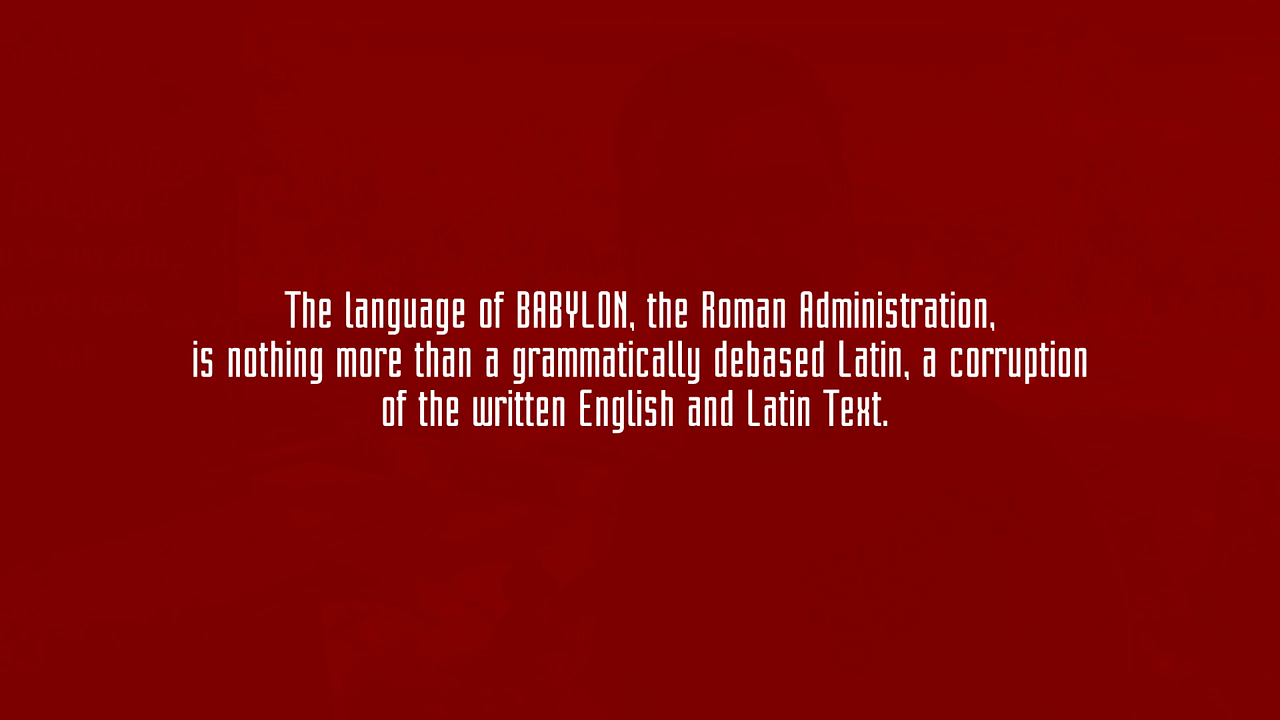 The language of BABYLON, the Roman Administration,
is nothing more than a grammatically debased Latin, a corruption
of the written English and Latin Text.